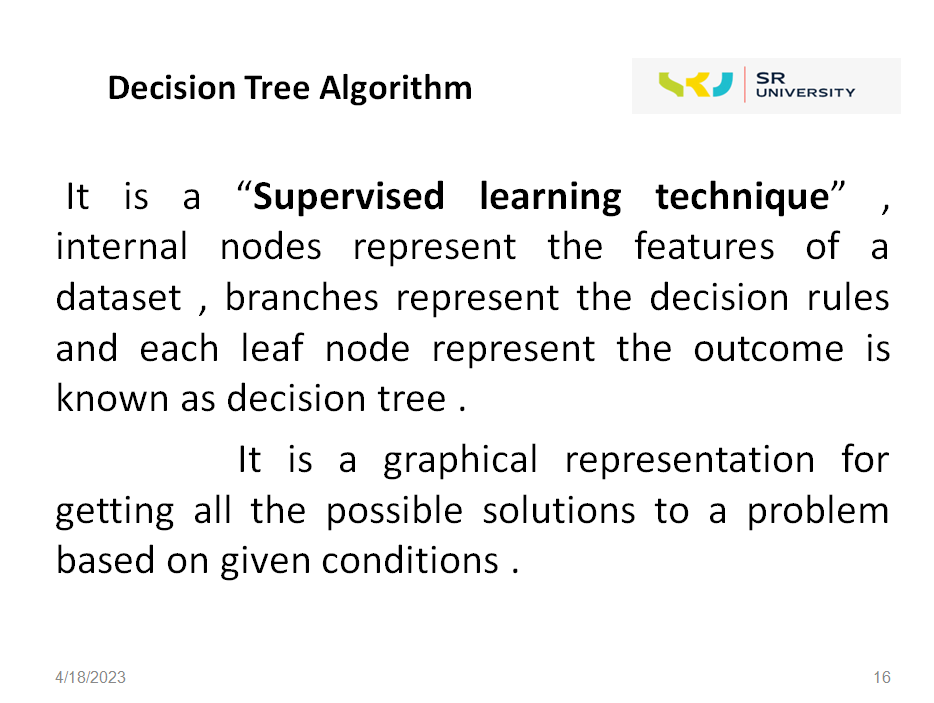 Decision Tree Algorithm
SR
UNIVERSITY
It is a “Supervised learning technique” ,
internal nodes represent the features of a
dataset , branches represent the decision rules
and each leaf node represent the outcome is
known as decision tree .
It is a graphical representation for
getting all the possible solutions to a problem
based on given conditions .
4/18/2023
16